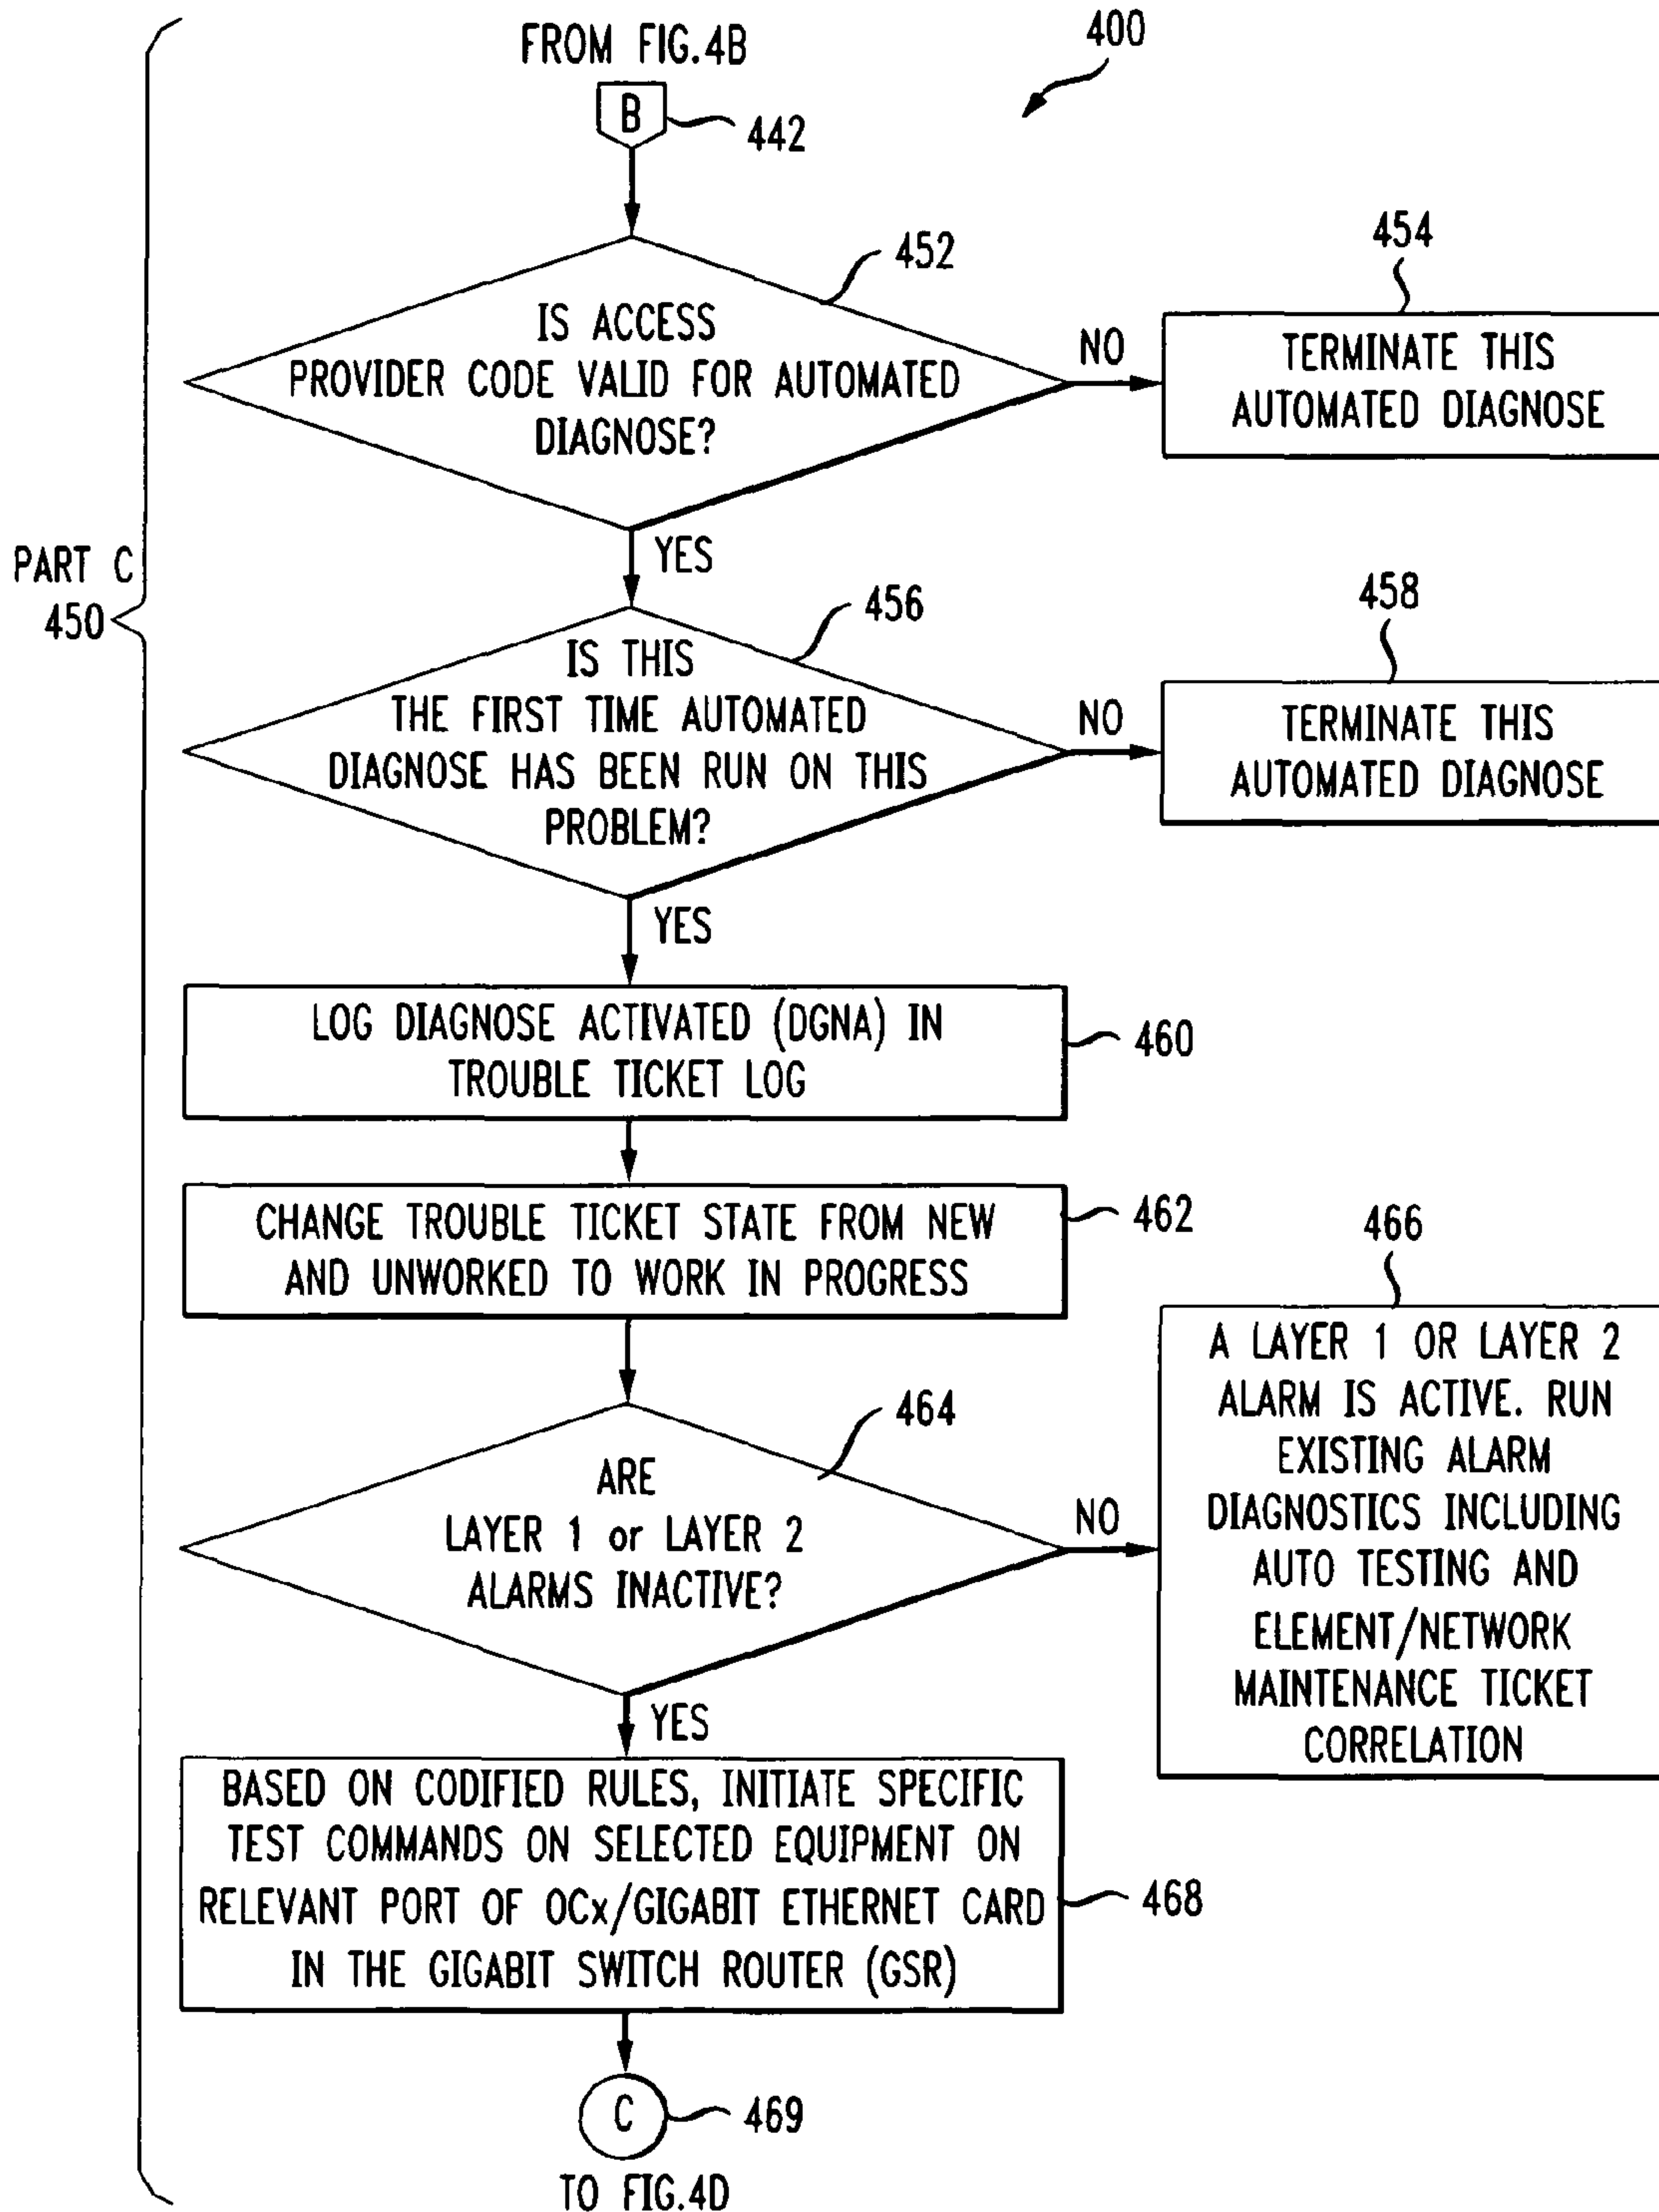 FROM FIG.4B
400
B
442
452
IS ACCESS
PROVIDER CODE VALID FOR AUTOMATED
DIAGNOSE?
NO
454
TERMINATE THIS
AUTOMATED DIAGNOSE
YES
PART C
450
456
IS THIS
THE FIRST TIME AUTOMATED
DIAGNOSE HAS BEEN RUN ON THIS
PROBLEM?
NO
458
TERMINATE THIS
AUTOMATED DIAGNOSE
YES
LOG DIAGNOSE ACTIVATED (DGNA) IN
TROUBLE TICKET LOG
460
CHANGE TROUBLE TICKET STATE FROM NEW
AND UNWORKED TO WORK IN PROGRESS
462
464
ARE
LAYER 1 or LAYER 2
ALARMS INACTIVE?
NO
466
A LAYER 1 OR LAYER 2
ALARM IS ACTIVE. RUN
EXISTING ALARM
DIAGNOSTICS INCLUDING
AUTO TESTING AND
ELEMENT/NETWORK
MAINTENANCE TICKET
CORRELATION
YES
BASED ON CODIFIED RULES, INITIATE SPECIFIC
TEST COMMANDS ON SELECTED EQUIPMENT ON
RELEVANT PORT OF OCx/GIGABIT ETHERNET CARD
IN THE GIGABIT SWITCH ROUTER (GSR)
468
C
469
TO FIG.4D